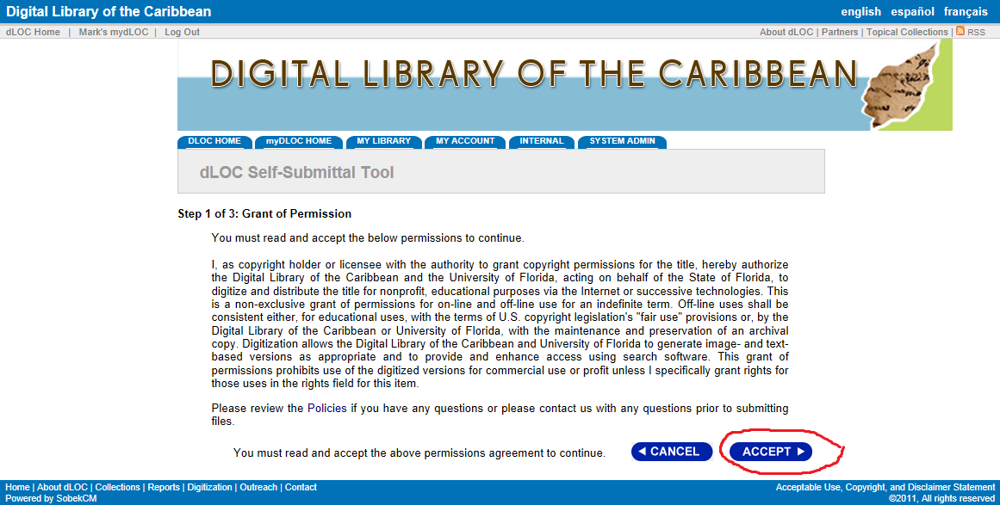 Digital Library of the Caribbean
english español français
dLOC Home | Mark's mydLOC | Log Out
About dLOC | Partners | Topical Collections | RSS
DIGITAL LIBRARY OF THE CARIBBEAN
DLOC HOME myDLOC HOME MY LIBRARY MY ACCOUNT INTERNAL SYSTEM ADMIN
dLOC Self-Submittal Tool
Step 1 of 3: Grant of Permission
You must read and accept the below permissions to continue.
I, as copyright holder or licensee with the authority to grant copyright permissions for the title, hereby authorize
the Digital Library of the Caribbean and the University of Florida, acting on behalf of the State of Florida, to
digitize and distribute the title for nonprofit, educational purposes via the Internet or successive technologies. This
is a non-exclusive grant of permissions for on-line and off-line use for an indefinite term. Off-line uses shall be
consistent either, for educational uses, with the terms of U.S. copyright legislation's "fair use" provisions or, by the
Digital Library of the Caribbean or University of Florida, with the maintenance and preservation of an archival
copy. Digitization allows the Digital Library of the Caribbean and University of Florida to generate image- and text-
based versions as appropriate and to provide and enhance access using search software. This grant of
permissions prohibits use of the digitized versions for commercial use or profit unless I specifically grant rights for
those uses in the rights field for this item.
Please review the Policies if you have any questions or please contact us with any questions prior to submitting
files.
You must read and accept the above permissions agreement to continue.
CANCEL
ACCEPT
Home | About dLOC | Collections | Reports | Digitization | Outreach | Contact
Acceptable Use, Copyright, and Disclaimer Statement
Powered by SobekCM
©2011, All rights reserved